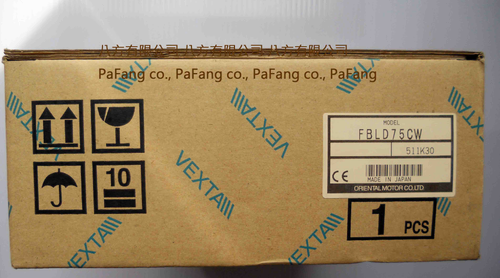 八方有限公司 八方有限公司 八方有限公司
PaFang co., PaFang co., PaFang co., PaFang
VEXTA
VEXTA
VEXTA
10
MODEL
FBLD75CW
511K30
CE
MADE IN JAPAN
ORIENTAL MOTOR CO.,LTD.
1 PCS